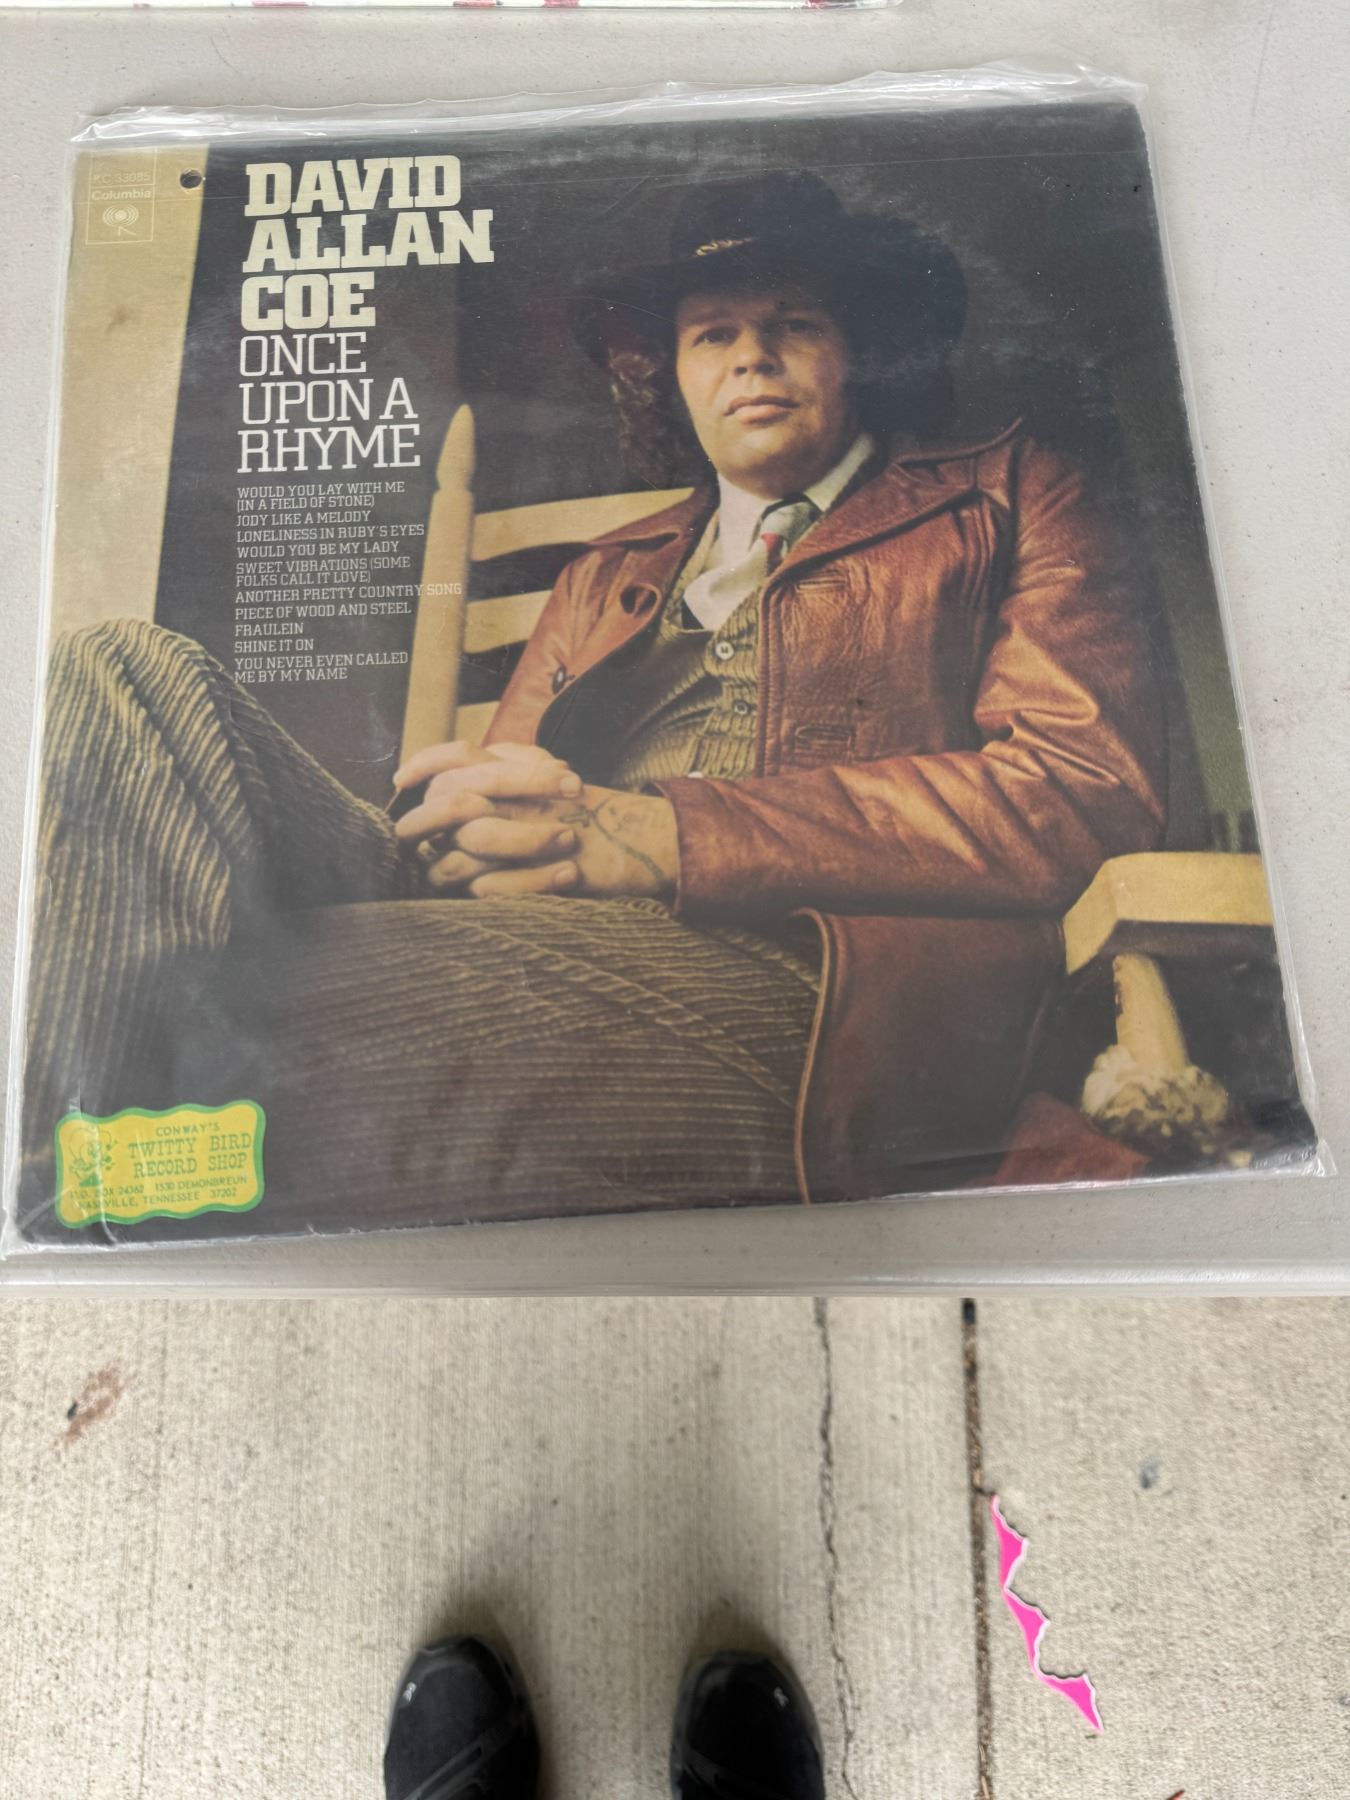 KC 33085
Columbia
DAVID
ALLAN
COE
ONCE
UPON A
RHYME
WOULD YOU LAY WITH ME
(IN A FIELD OF STONE)
JODY LIKE A MELODY
LONELINESS IN RUBY'S EYES
WOULD YOU BE MY LADY
SWEET VIBRATIONS (SOME
FOLKS CALL IT LOVE)
ANOTHER PRETTY COUNTRY SONG
PIECE OF WOOD AND STEEL
FRAULEIN
SHINE IT ON
YOU NEVER EVEN CALLED
ME BY MY NAME
CONWAY'S
TWITTY BIRD
RECORD SHOP
P.O. BOX 24362 1530 DEMONBREUN
NASHVILLE, TENNESSEE 37202